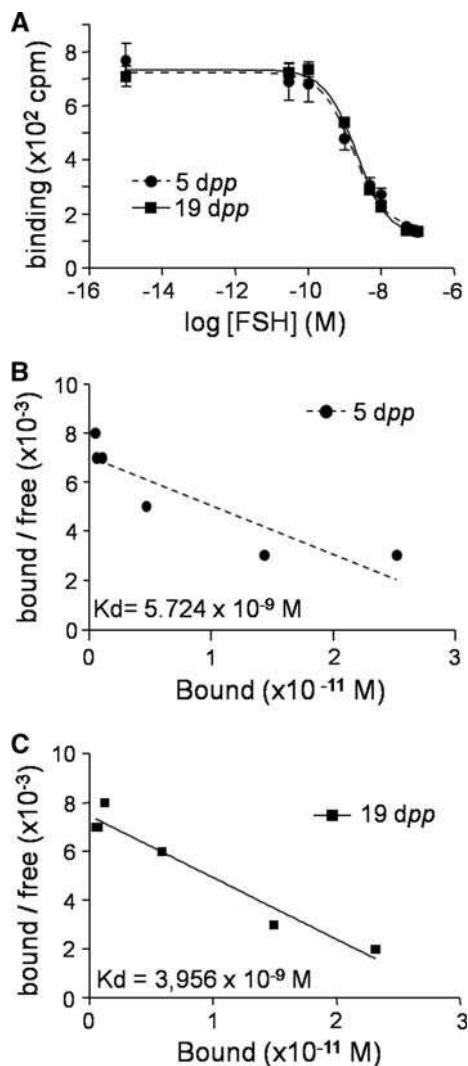 A
binding (x10² cpm)
10
8
6
4
2
0
5 dpp
19 dpp
-16 -14 -12 -10 -8 -6
log [FSH] (M)
B
bound / free (x10⁻³)
10
8
6
4
2
0
5 dpp
Kd= 5.724 x 10⁻⁹ M
0 1 2 3
Bound (x10 ⁻¹¹ M)
C
bound / free (x10⁻³)
10
8
6
4
2
0
19 dpp
Kd = 3,956 x 10⁻⁹ M
0 1 2 3
Bound (x10 ⁻¹¹ M)